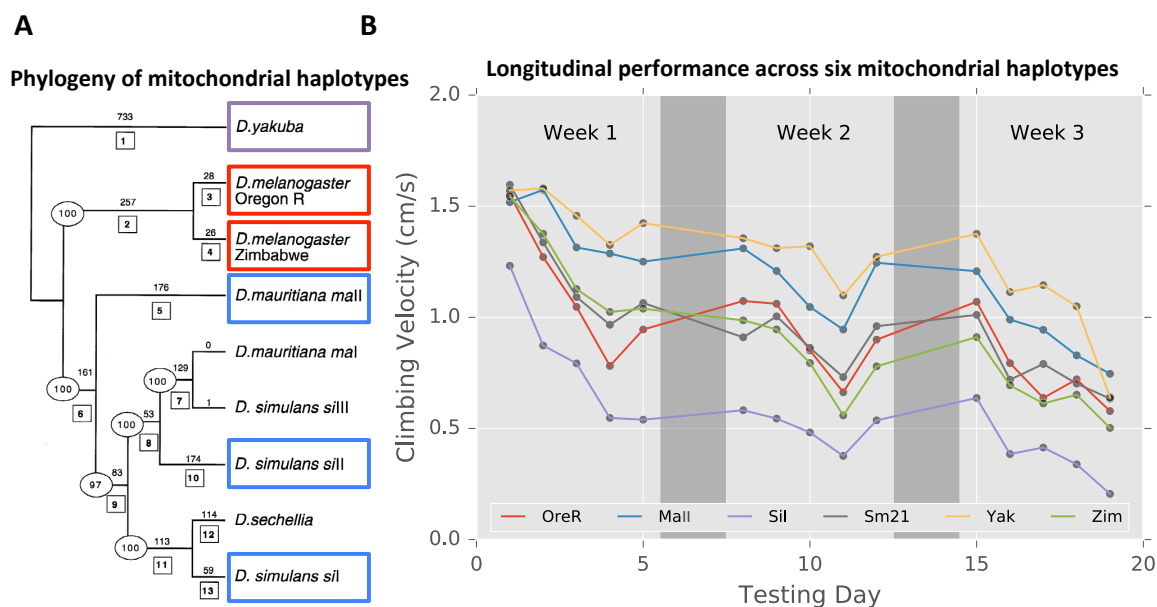 A
B
Phylogeny of mitochondrial haplotypes
733
1
D.yakuba
28
3
D.melanogaster
Oregon R
100
257
2
26
4
D.melanogaster
Zimbabwe
176
5
D.mauritiana maII
0
D.mauritiana maI
100
161
6
100
129
7
1
D. simulans siIII
100
53
8
174
10
D. simulans siII
97
83
9
114
12
D.sechellia
100
113
11
59
13
D. simulans siI
Longitudinal performance across six mitochondrial haplotypes
2.0
Week 1
Week 2
Week 3
1.5
1.0
0.5
0.0
Climbing Velocity (cm/s)
OreR
MaII
SiI
Sm21
Yak
Zim
0
5
10
15
20
Testing Day